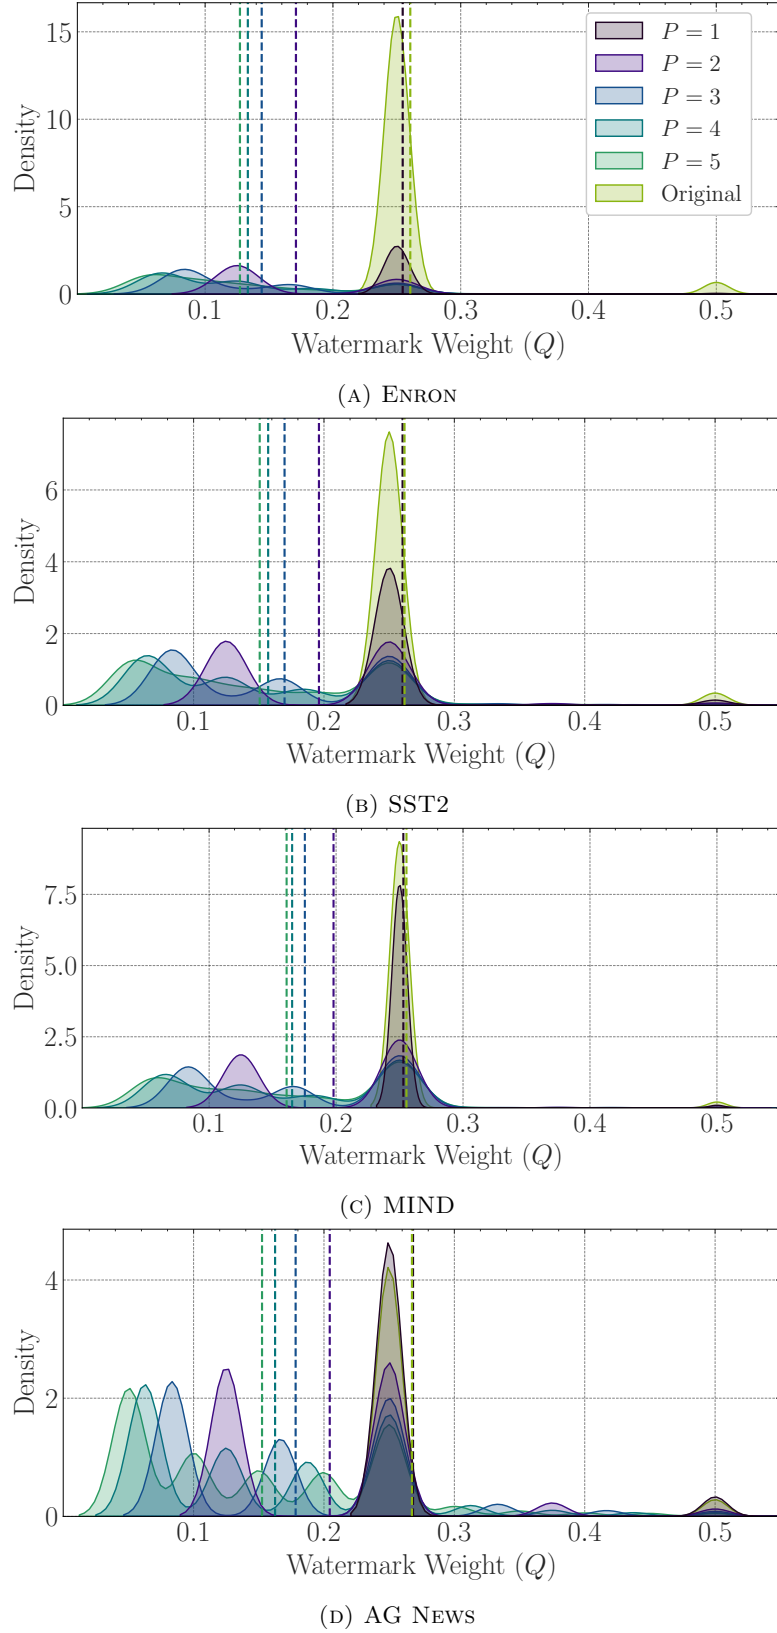 15
10
5
0
Density
P = 1
P = 2
P = 3
P = 4
P = 5
Original
0.1 0.2 0.3 0.4 0.5
Watermark Weight (Q)
(A) ENRON
6
4
2
0
Density
0.1 0.2 0.3 0.4 0.5
Watermark Weight (Q)
(B) SST2
7.5
5.0
2.5
0.0
Density
0.1 0.2 0.3 0.4 0.5
Watermark Weight (Q)
(C) MIND
4
2
0
Density
0.1 0.2 0.3 0.4 0.5
Watermark Weight (Q)
(D) AG NEWS